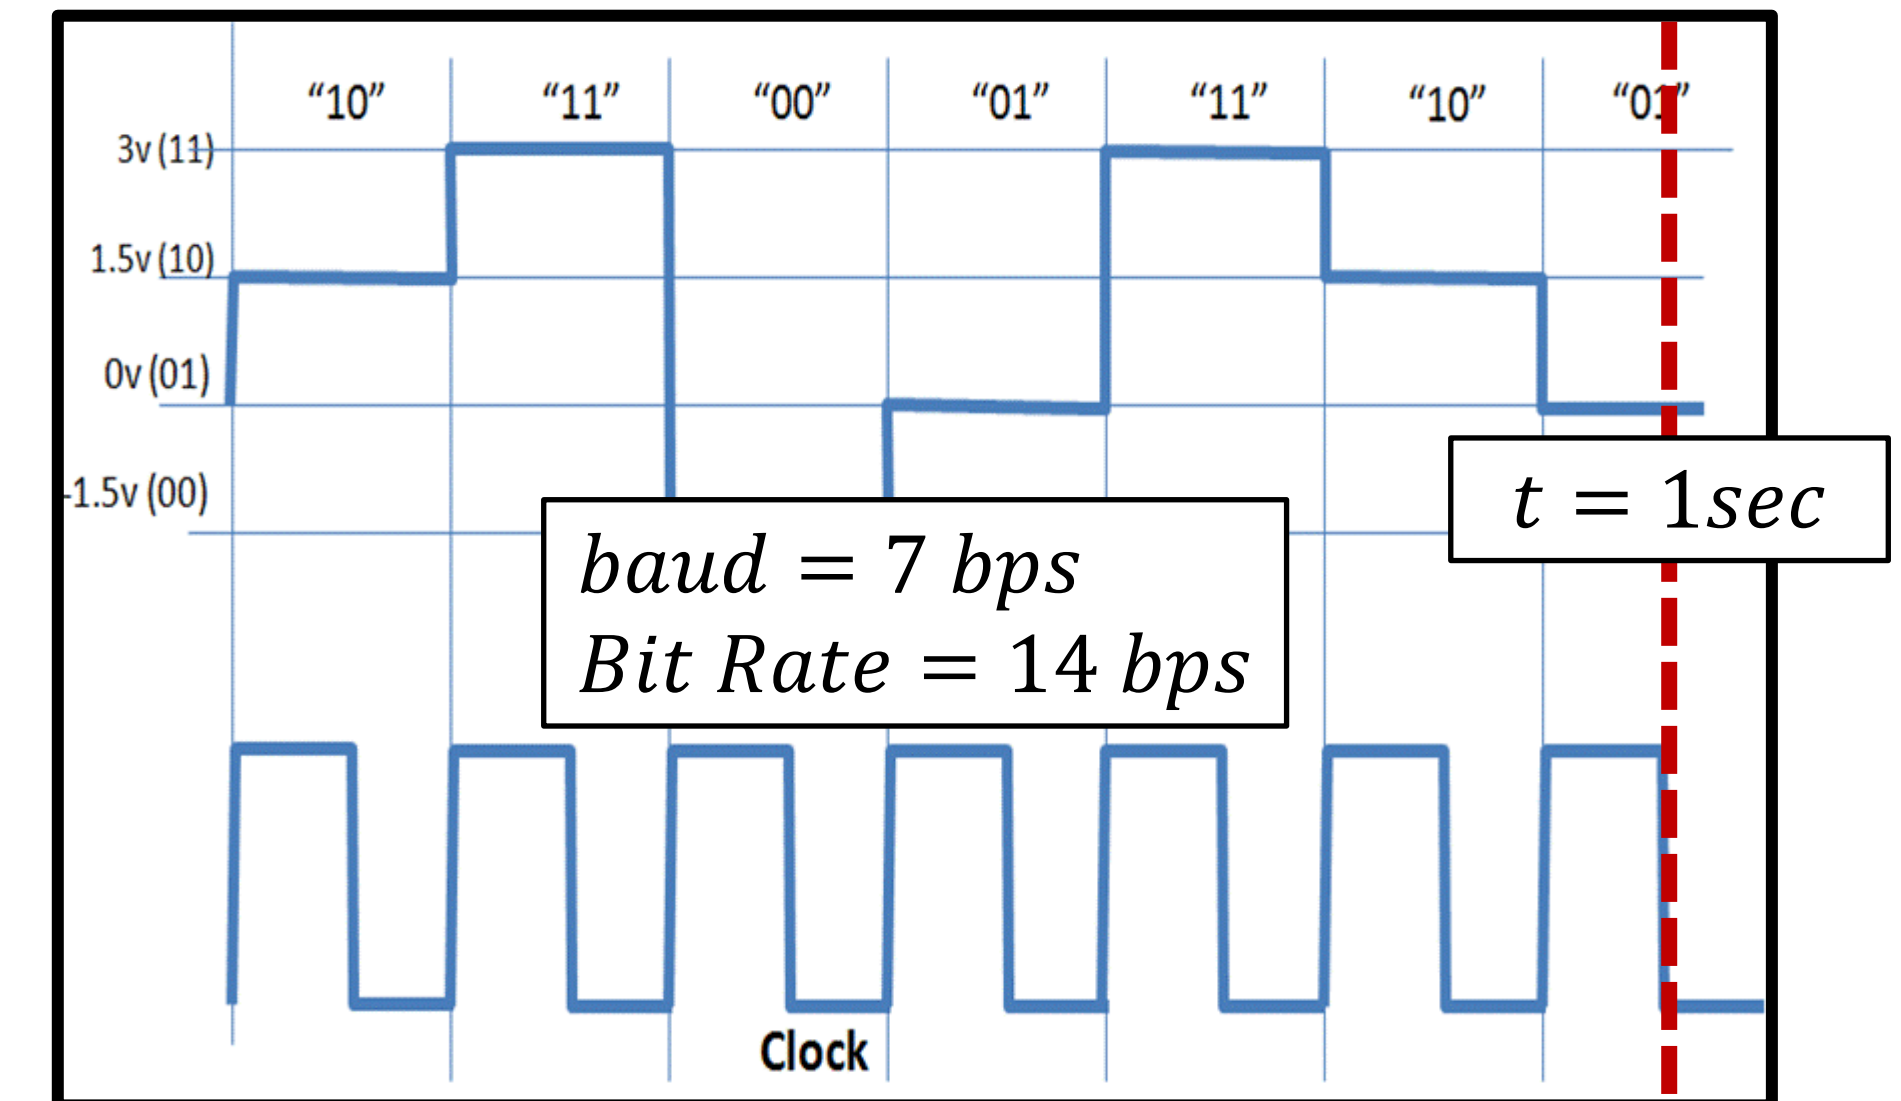 “10” “11” “00” “01” “11” “10” “01”
3v (11)
1.5v (10)
0v (01)
-1.5v (00)
t = 1sec
baud = 7 bps
Bit Rate = 14 bps
Clock